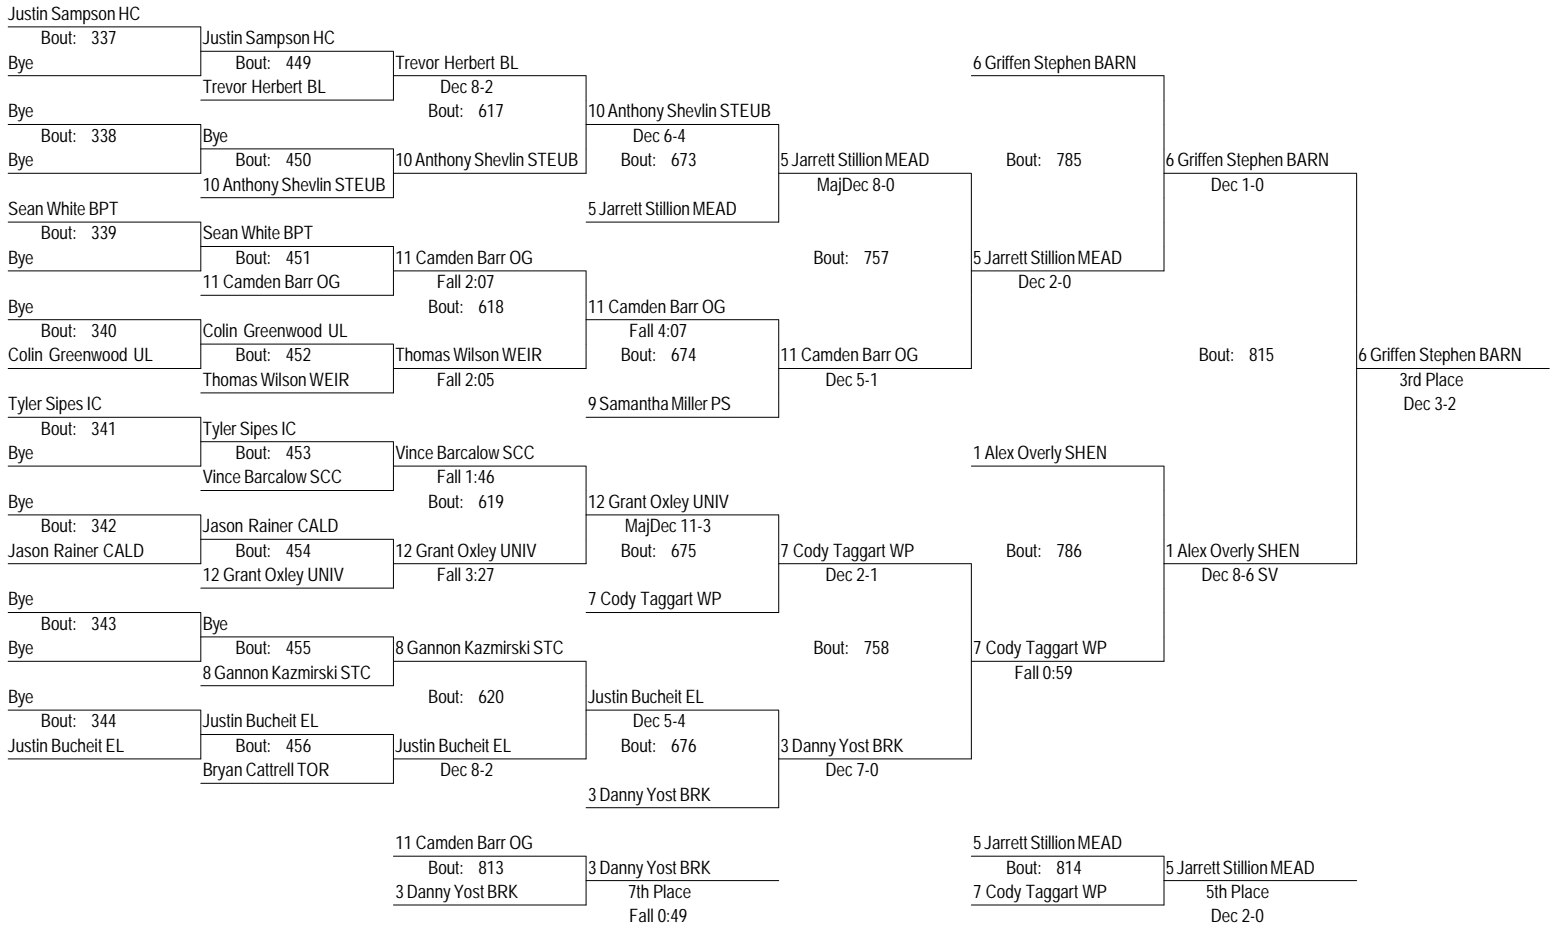 Justin Sampson HC
Bout: 337
Bye
Bye
Bout: 338
Bye
Sean White BPT
Bout: 339
Bye
Bye
Bout: 340
Colin Greenwood UL
Tyler Sipes IC
Bout: 341
Bye
Bye
Bout: 342
Jason Rainer CALD
Bye
Bout: 343
Bye
Bye
Bout: 344
Justin Bucheit EL
Justin Sampson HC
Bout: 449
Trevor Herbert BL
Bye
Bout: 450
10 Anthony Shevlin STEUB
Sean White BPT
Bout: 451
11 Camden Barr OG
Colin Greenwood UL
Bout: 452
Thomas Wilson WEIR
Tyler Sipes IC
Bout: 453
Vince Barcalow SCC
Jason Rainer CALD
Bout: 454
12 Grant Oxley UNIV
Bye
Bout: 455
8 Gannon Kazmirski STC
Justin Bucheit EL
Bout: 456
Bryan Cattrell TOR
Trevor Herbert BL
Dec 8-2
Bout: 617
10 Anthony Shevlin STEUB
11 Camden Barr OG
Fall 2:07
Bout: 618
Thomas Wilson WEIR
Fall 2:05
Vince Barcalow SCC
Fall 1:46
Bout: 619
12 Grant Oxley UNIV
Fall 3:27
8 Gannon Kazmirski STC
Bout: 620
Justin Bucheit EL
Dec 8-2
10 Anthony Shevlin STEUB
Dec 6-4
Bout: 673
5 Jarrett Stillion MEAD
11 Camden Barr OG
Fall 4:07
Bout: 674
9 Samantha Miller PS
12 Grant Oxley UNIV
MajDec 11-3
Bout: 675
7 Cody Taggart WP
Justin Bucheit EL
Dec 5-4
Bout: 676
3 Danny Yost BRK
5 Jarrett Stillion MEAD
MajDec 8-0
Bout: 757
11 Camden Barr OG
Dec 5-1
7 Cody Taggart WP
Dec 2-1
Bout: 758
3 Danny Yost BRK
Dec 7-0
6 Griffen Stephen BARN
Bout: 785
5 Jarrett Stillion MEAD
Dec 2-0
1 Alex Overly SHEN
Bout: 786
7 Cody Taggart WP
Fall 0:59
6 Griffen Stephen BARN
Dec 1-0
Bout: 815
1 Alex Overly SHEN
Dec 8-6 SV
6 Griffen Stephen BARN
3rd Place
Dec 3-2
11 Camden Barr OG
Bout: 813
3 Danny Yost BRK
3 Danny Yost BRK
7th Place
Fall 0:49
5 Jarrett Stillion MEAD
Bout: 814
7 Cody Taggart WP
5 Jarrett Stillion MEAD
5th Place
Dec 2-0